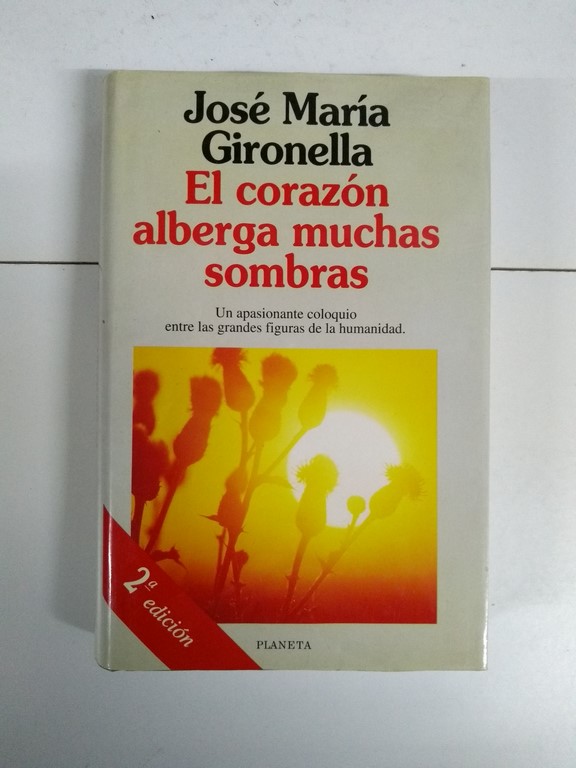 José María
Gironella
El corazón
alberga muchas
sombras
Un apasionante coloquio
entre las grandes figuras de la humanidad.
2ª edición
PLANETA